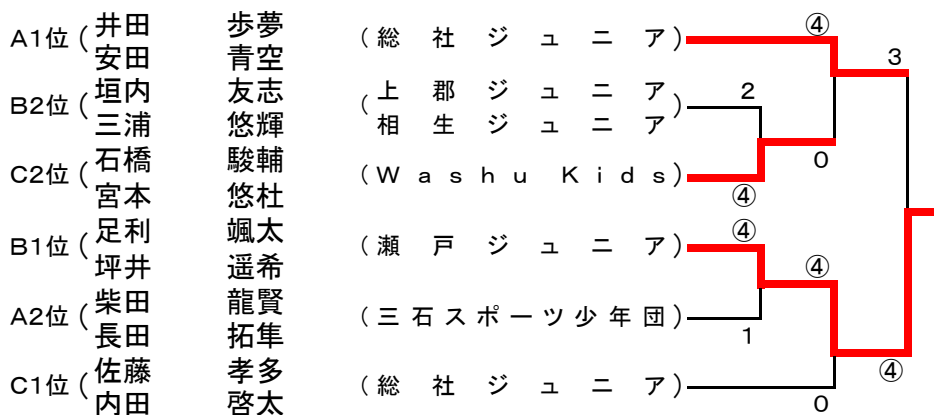 A1位 ( 井田 歩夢 ( 総社ジュニア ) ④
安田 青空 3
B2位 ( 垣内 友志 ( 上郡ジュニア 2
三浦 悠輝 相生ジュニア
C2位 ( 石橋 駿輔 ( Washu Kids ) 0
宮本 悠杜 ④
B1位 ( 足利 颯太 ( 瀬戸ジュニア ) ④
坪井 遥希 ④
A2位 ( 柴田 龍賢 ( 三石スポーツ少年団 )
長田 拓隼 1
C1位 ( 佐藤 孝多 ( 総社ジュニア ) ④
内田 啓太 0